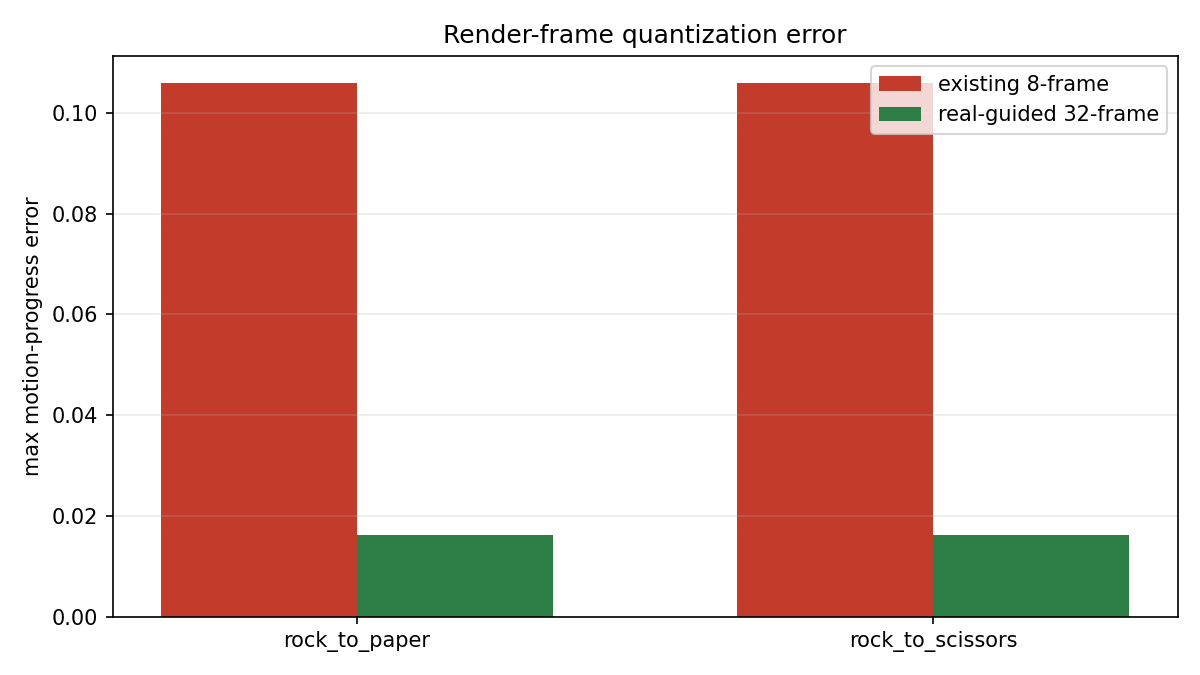 Render-frame quantization error
existing 8-frame
real-guided 32-frame
max motion-progress error
0.10
0.08
0.06
0.04
0.02
0.00
rock_to_paper
rock_to_scissors